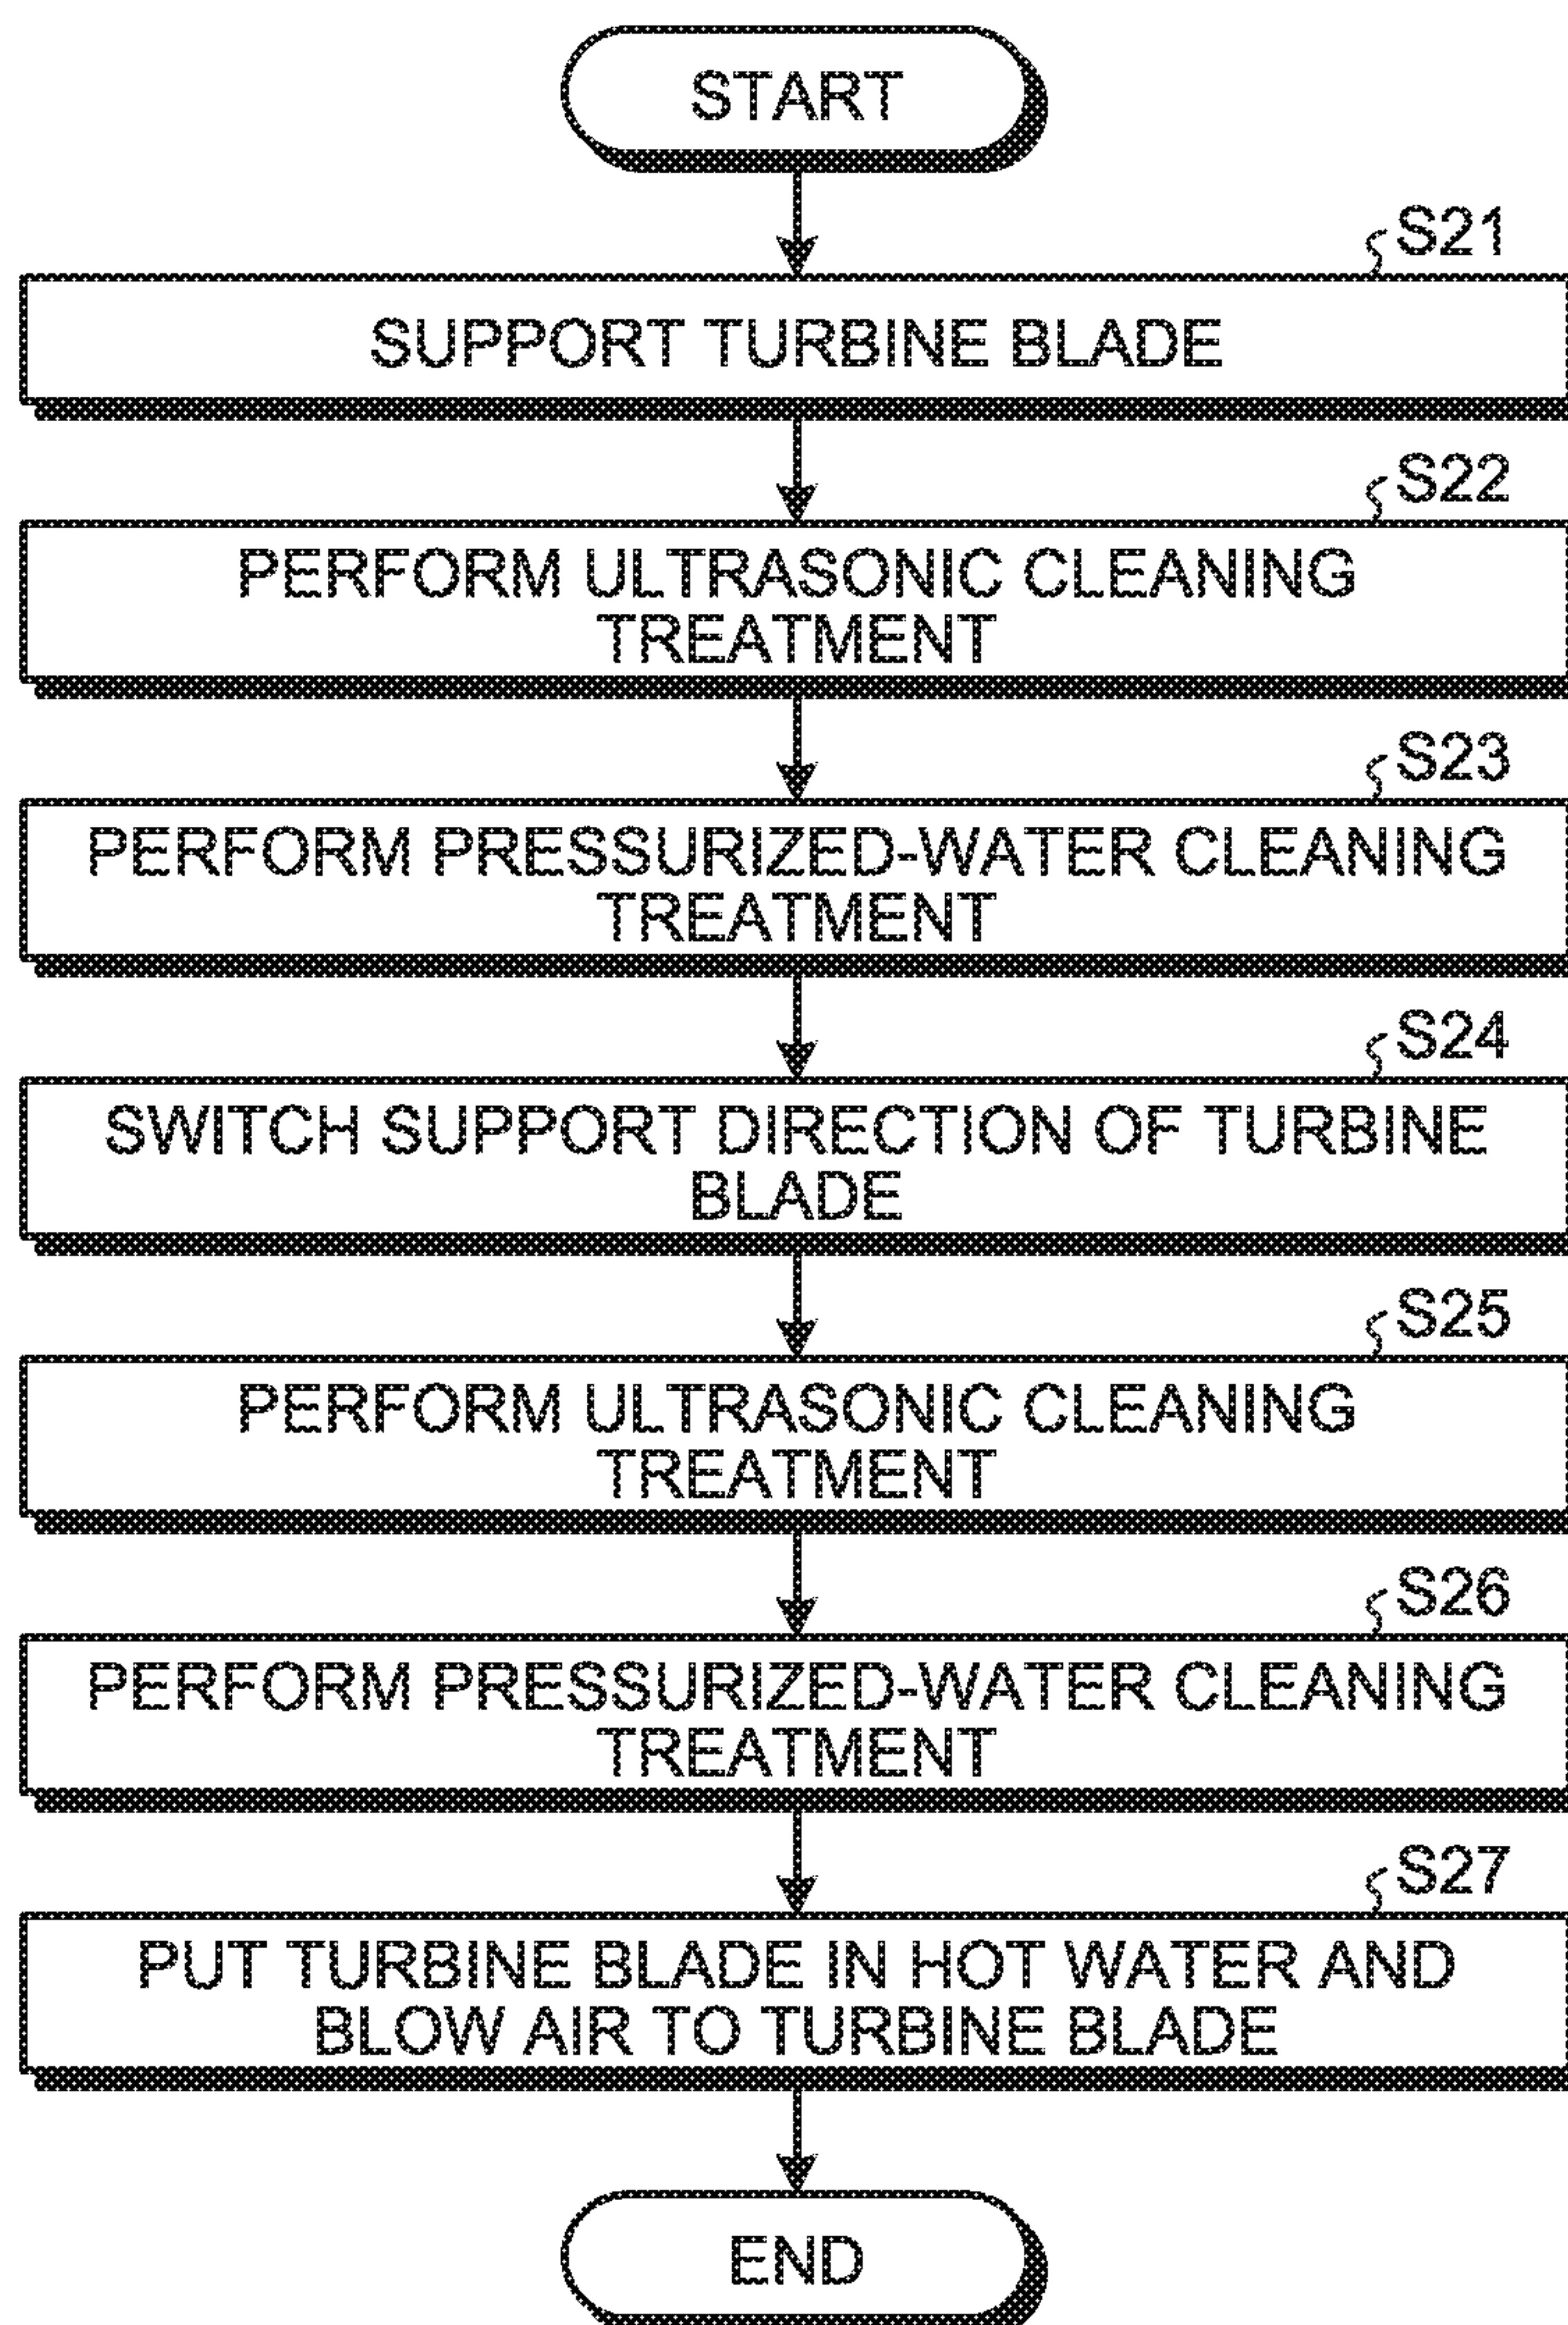 START
S21
SUPPORT TURBINE BLADE
S22
PERFORM ULTRASONIC CLEANING
TREATMENT
S23
PERFORM PRESSURIZED-WATER CLEANING
TREATMENT
S24
SWITCH SUPPORT DIRECTION OF TURBINE
BLADE
S25
PERFORM ULTRASONIC CLEANING
TREATMENT
S26
PERFORM PRESSURIZED-WATER CLEANING
TREATMENT
S27
PUT TURBINE BLADE IN HOT WATER AND
BLOW AIR TO TURBINE BLADE
END